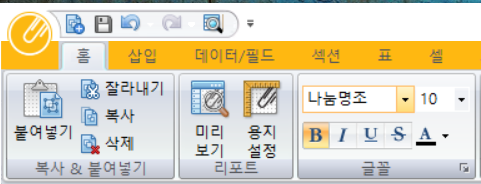 홈 삽입 데이터/필드 섹션 표 셀
붙여넣기
잘라내기
복사
삭제
복사 & 붙여넣기
미리
보기
용지
설정
리포트
나눔명조 10
B I U S A
글꼴